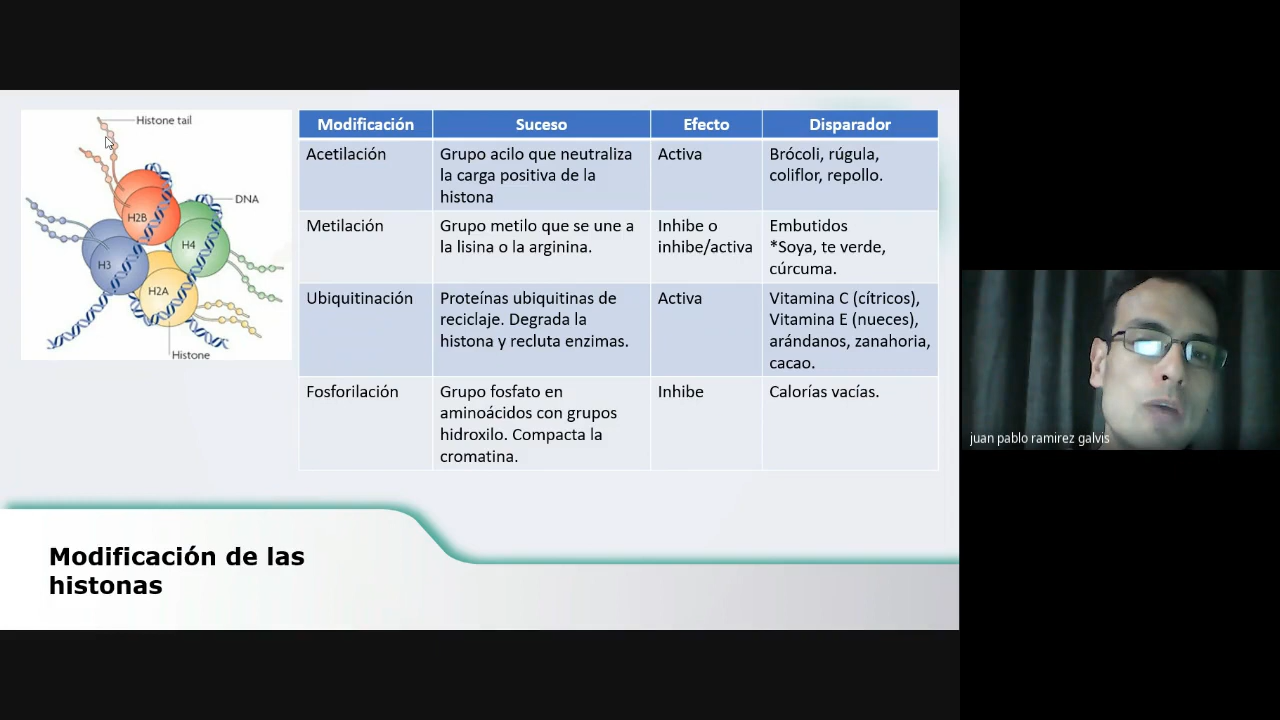 Histone tail
DNA
H2B
H4
H3
H2A
Histone
Modificación Suceso Efecto Disparador
Acetilación
Grupo acilo que neutraliza
la carga positiva de la
histona
Activa
Brócoli, rúgula,
coliflor, repollo.
Metilación
Grupo metilo que se une a
la lisina o la arginina.
Inhibe o
inhibe/activa
Embutidos
*Soya, te verde,
cúrcuma.
Ubiquitinación
Proteínas ubiquitinas de
reciclaje. Degrada la
histona y recluta enzimas.
Activa
Vitamina C (cítricos),
Vitamina E (nueces),
arándanos, zanahoria,
cacao.
Fosforilación
Grupo fosfato en
aminoácidos con grupos
hidroxilo. Compacta la
cromatina.
Inhibe
Calorías vacías.
Modificación de las
histonas
juan pablo ramirez galvis